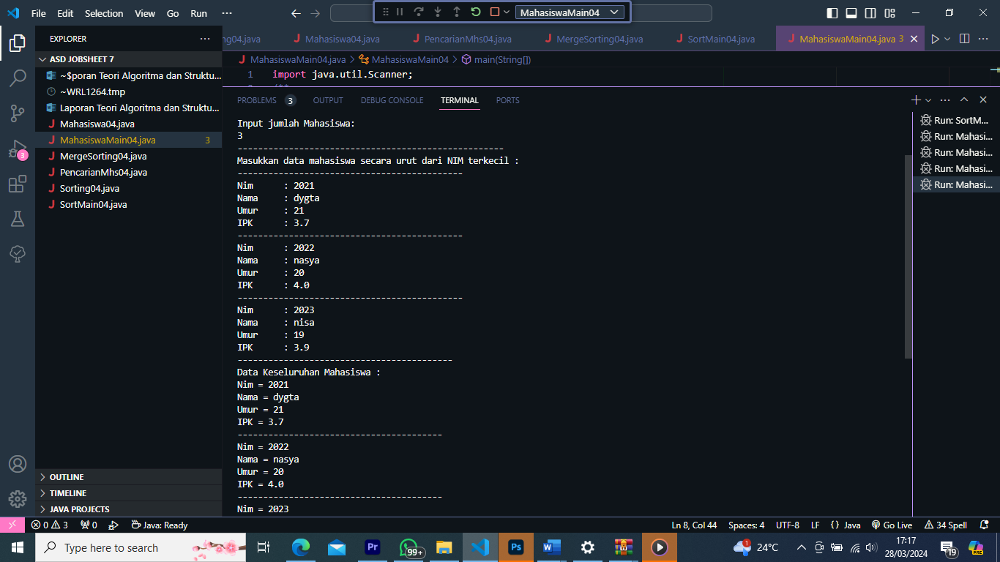 File Edit Selection View Go Run ···
MahasiswaMain04
EXPLORER ···
ng04.java Mahasiswa04.java PencarianMhs04.java MergeSorting04.java SortMain04.java MahasiswaMain04.java 3
ASD JOBSHEET 7
MahasiswaMain04.java > MahasiswaMain04 > main(String[])
~$poran Teori Algoritma dan Struktu...
~WRL1264.tmp
Laporan Teori Algoritma dan Struktu...
Mahasiswa04.java
MahasiswaMain04.java 3
MergeSorting04.java
PencarianMhs04.java
Sorting04.java
SortMain04.java
OUTLINE
TIMELINE
JAVA PROJECTS
1 import java.util.Scanner;
PROBLEMS 3 OUTPUT DEBUG CONSOLE TERMINAL PORTS
Input jumlah Mahasiswa:
3
----------------------------------------------------
Masukkan data mahasiswa secara urut dari NIM terkecil :
--------------------------------------------
Nim : 2021
Nama : dygta
Umur : 21
IPK : 3.7
--------------------------------------------
Nim : 2022
Nama : nasya
Umur : 20
IPK : 4.0
--------------------------------------------
Nim : 2023
Nama : nisa
Umur : 19
IPK : 3.9
------------------------------------------
Data Keseluruhan Mahasiswa :
Nim = 2021
Nama = dygta
Umur = 21
IPK = 3.7
----------------------------------------
Nim = 2022
Nama = nasya
Umur = 20
IPK = 4.0
----------------------------------------
Nim = 2023
Run: SortM...
Run: Mahasi...
Run: Mahasi...
Run: Mahasi...
Run: Mahasi...
3
0 3 0 Java: Ready Ln 8, Col 44 Spaces: 4 UTF-8 LF {} Java Go Live 34 Spell
Type here to search Pr 99+ Ps W 1 24°C 17:17 19 PRE
28/03/2024